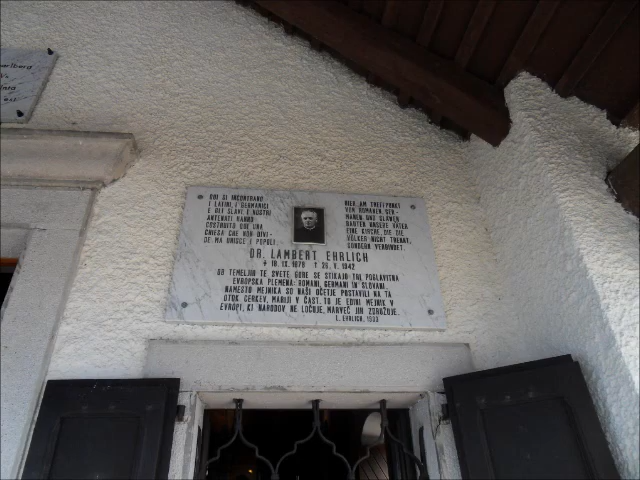 QUI SI INCONTRANO
I LATINI, I GERMANICI
E GLI SLAVI I NOSTRI
ANTENATI HANNO
COSTRUITO QUI UNA
CHIESA CHE NON DIVI-
DE MA UNISCE I POPOLI.
HIER AM TREFFPUNKT
VON ROMANEN GER-
MANEN UND SLAWEN
BAUTEN UNSERE VÄTER
EINE KIRCHE, DIE DIE
VÖLKER NICHT TRENNT,
SONDERN VERBINDET.
DR. LAMBERT EHRLICH
* 18. IX. 1878 † 26. V. 1942
OB TEMELJIH TE SVETE GORE SE STIKAJO TRI POGLAVITNA
EVROPSKA PLEMENA: ROMANI, GERMANI IN SLOVANI.
NAMESTO MEJNIKA SO NAŠI OČETJE POSTAVILI NA TA
OTOK CERKEV, MARIJI V ČAST. TO JE EDINI MEJNIK V
EVROPI, KI NARODOV NE LOČUJE, MARVEČ JIH ZDRUŽUJE.
L. EHRLICH, 1933